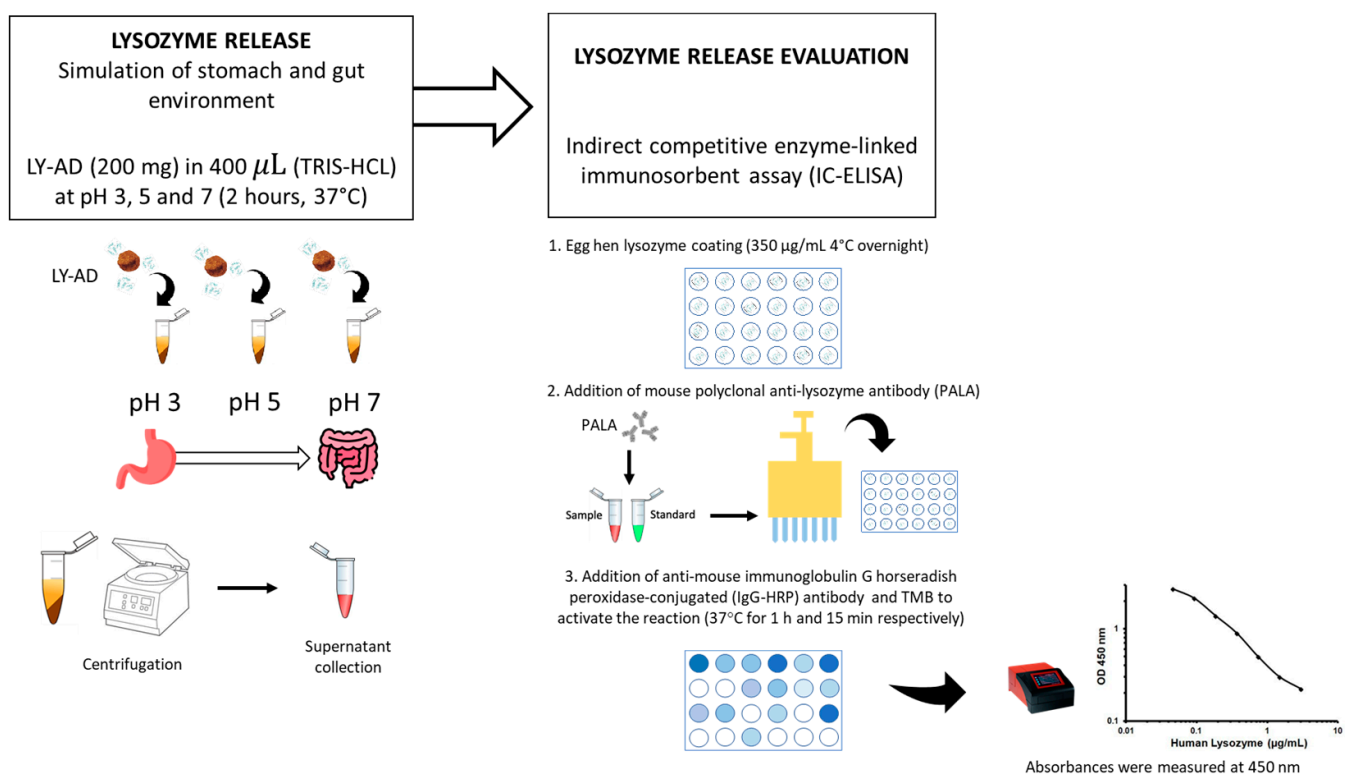 LYSOZYME RELEASE
Simulation of stomach and gut
environment
LY-AD (200 mg) in 400 μL (TRIS-HCL)
at pH 3, 5 and 7 (2 hours, 37°C)
LY-AD
pH 3
pH 5
pH 7
Centrifugation
Supernatant
collection
LYSOZYME RELEASE EVALUATION
Indirect competitive enzyme-linked
immunosorbent assay (IC-ELISA)
1. Egg hen lysozyme coating (350 µg/mL 4°C overnight)
2. Addition of mouse polyclonal anti-lysozyme antibody (PALA)
PALA
Sample
Standard
3. Addition of anti-mouse immunoglobulin G horseradish
peroxidase-conjugated (IgG-HRP) antibody and TMB to
activate the reaction (37°C for 1 h and 15 min respectively)
OD 450 nm
1
0.1
0.01
0.1
1
10
Human Lysozyme (µg/mL)
Absorbances were measured at 450 nm